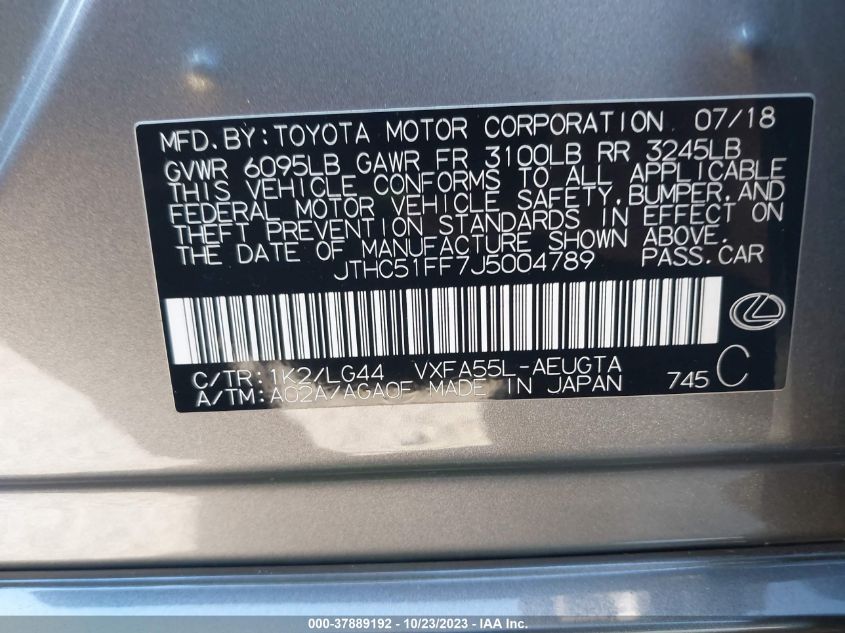 MFD. BY: TOYOTA MOTOR CORPORATION 07/18
GVWR 6095LB GAWR FR 3100LB RR 3245LB
THIS VEHICLE CONFORMS TO ALL APPLICABLE
FEDERAL MOTOR VEHICLE SAFETY, BUMPER, AND
THEFT PREVENTION STANDARDS IN EFFECT ON
THE DATE OF MANUFACTURE SHOWN ABOVE.
JTHC51FF7J5004789 PASS. CAR
C/TR: 1K2/LG44 VXFA55L-AEUGTA
A/TM: A02A/AGA0F MADE IN JAPAN 745 C
000-37889192 - 10/23/2023 - IAA Inc.